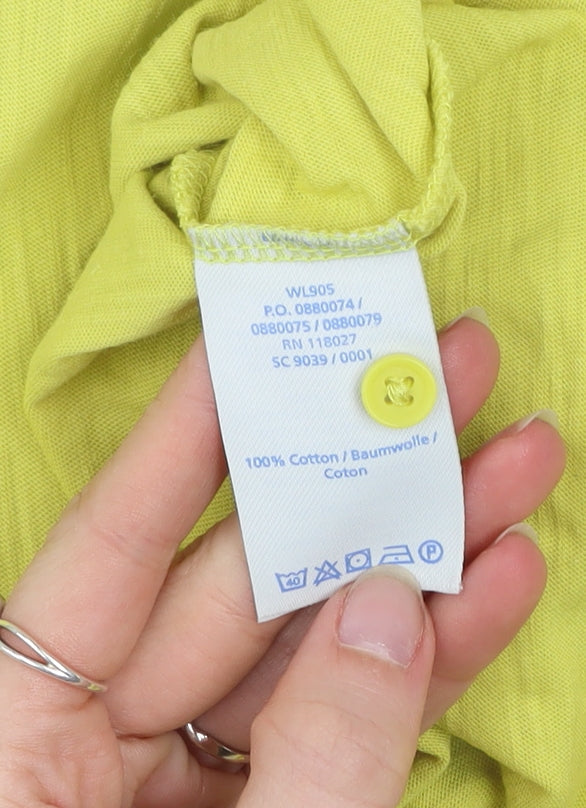 WL905
P.O. 0880074 /
0880075 / 0880079
RN 118027
SC 9039 / 0001
100% Cotton / Baumwolle /
Coton
40 P